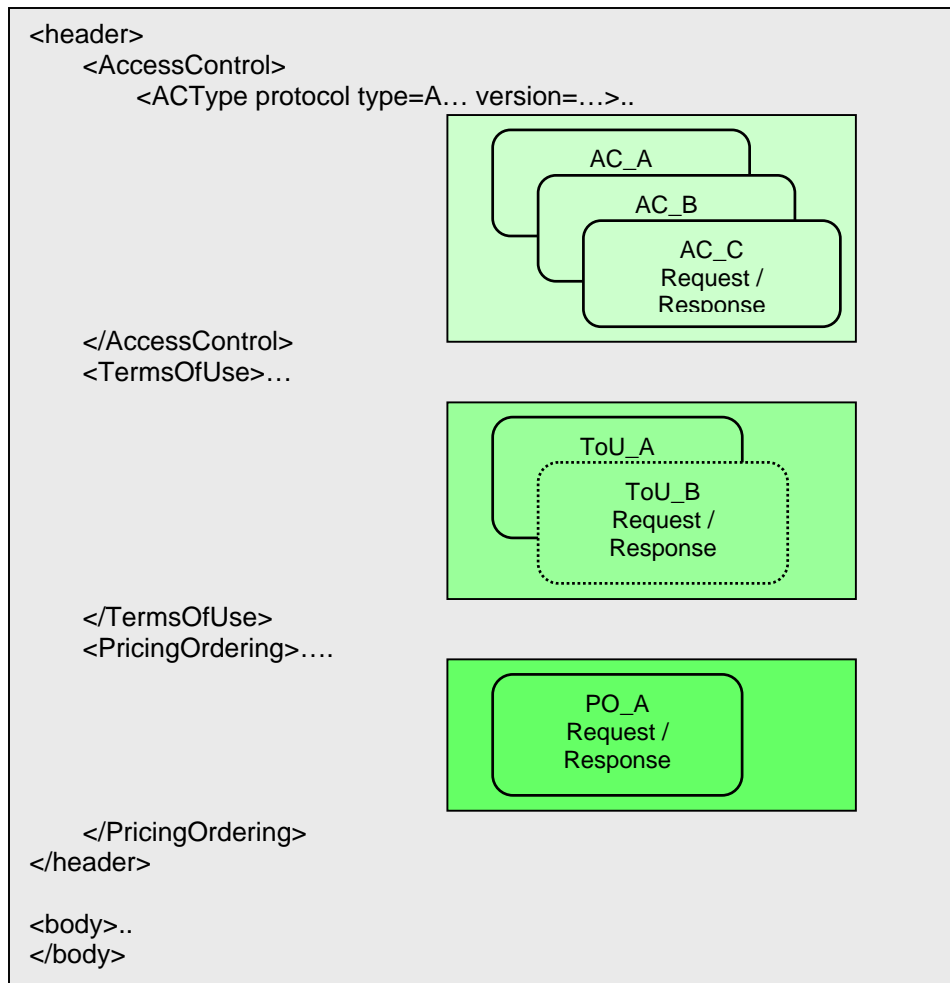 <header>
<AccessControl>
<ACType protocol type=A… version=…>..
AC_A
AC_B
AC_C
Request /
Response
</AccessControl>
<TermsOfUse>…
ToU_A
ToU_B
Request /
Response
</TermsOfUse>
<PricingOrdering>….
PO_A
Request /
Response
</PricingOrdering>
</header>
<body>..
</body>